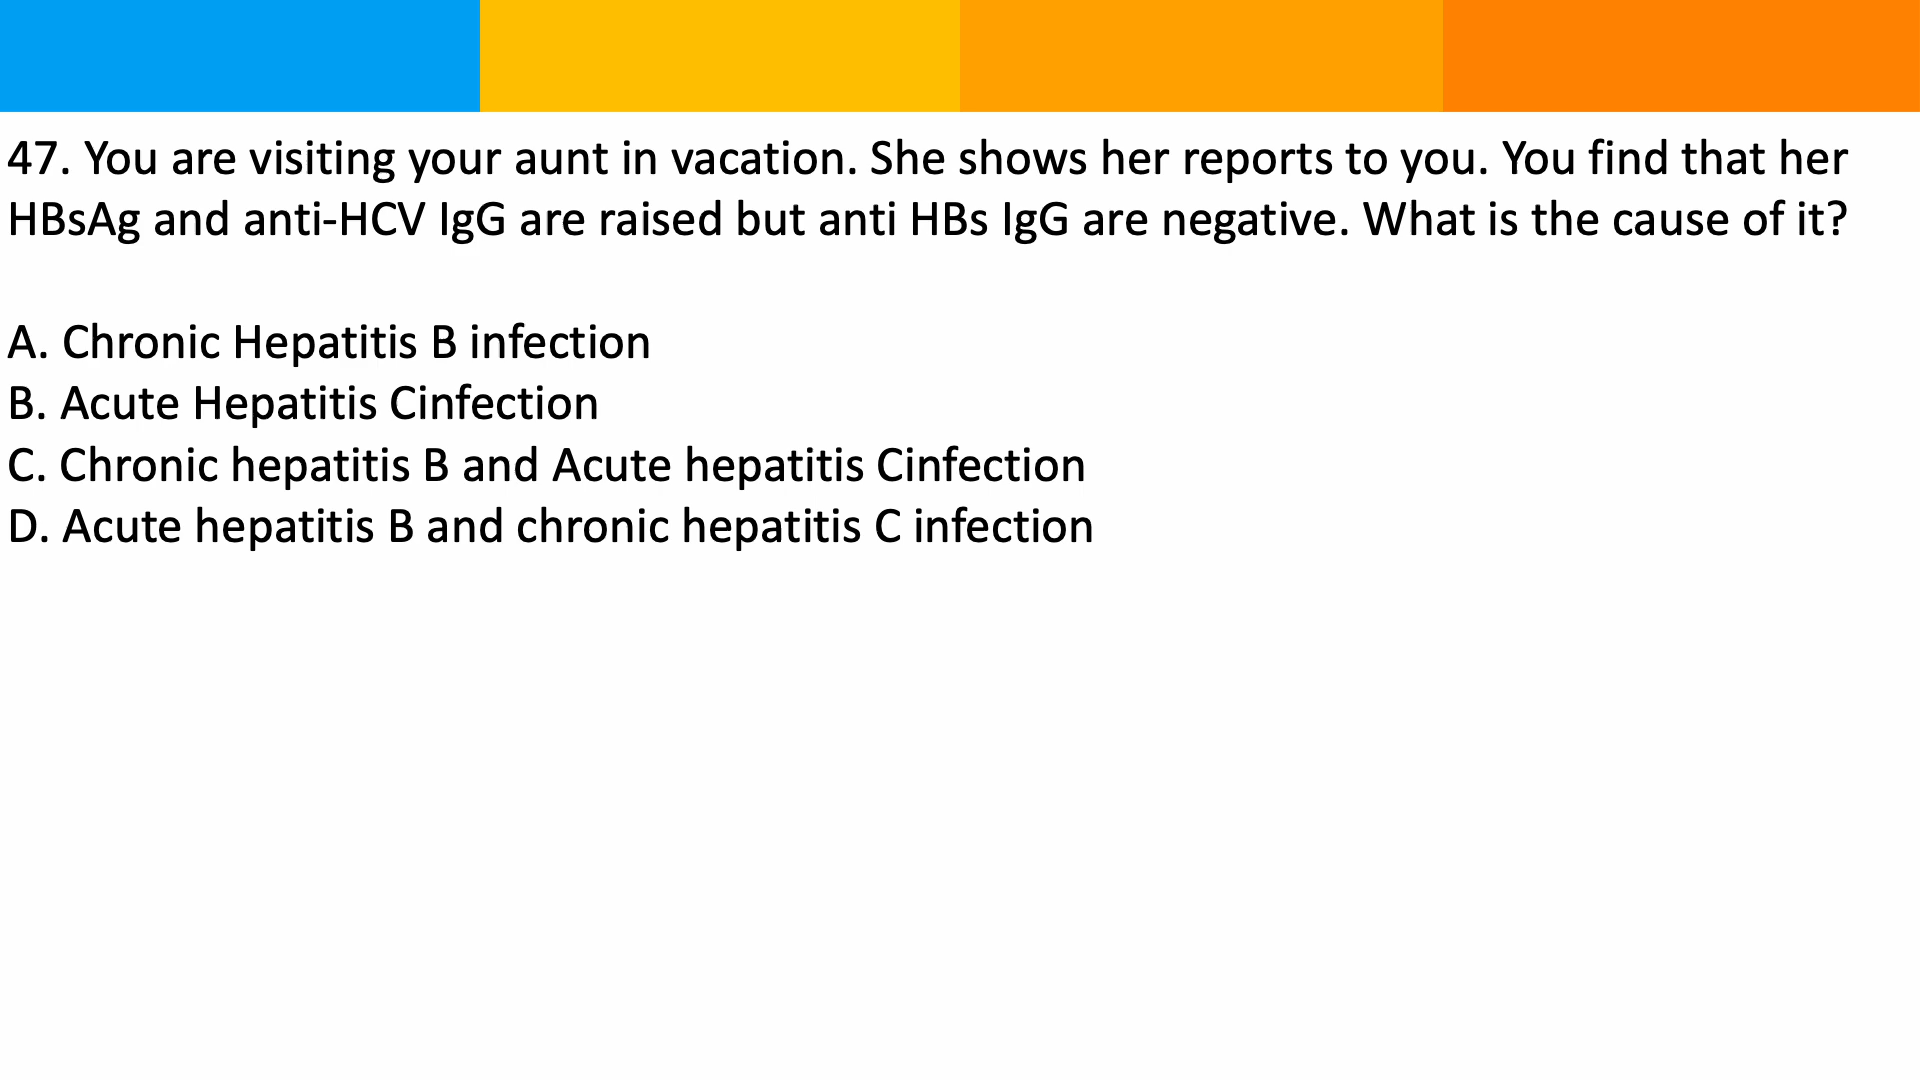 47. You are visiting your aunt in vacation. She shows her reports to you. You find that her
HBsAg and anti-HCV IgG are raised but anti HBs IgG are negative. What is the cause of it?
A. Chronic Hepatitis B infection
B. Acute Hepatitis Cinfection
C. Chronic hepatitis B and Acute hepatitis Cinfection
D. Acute hepatitis B and chronic hepatitis C infection